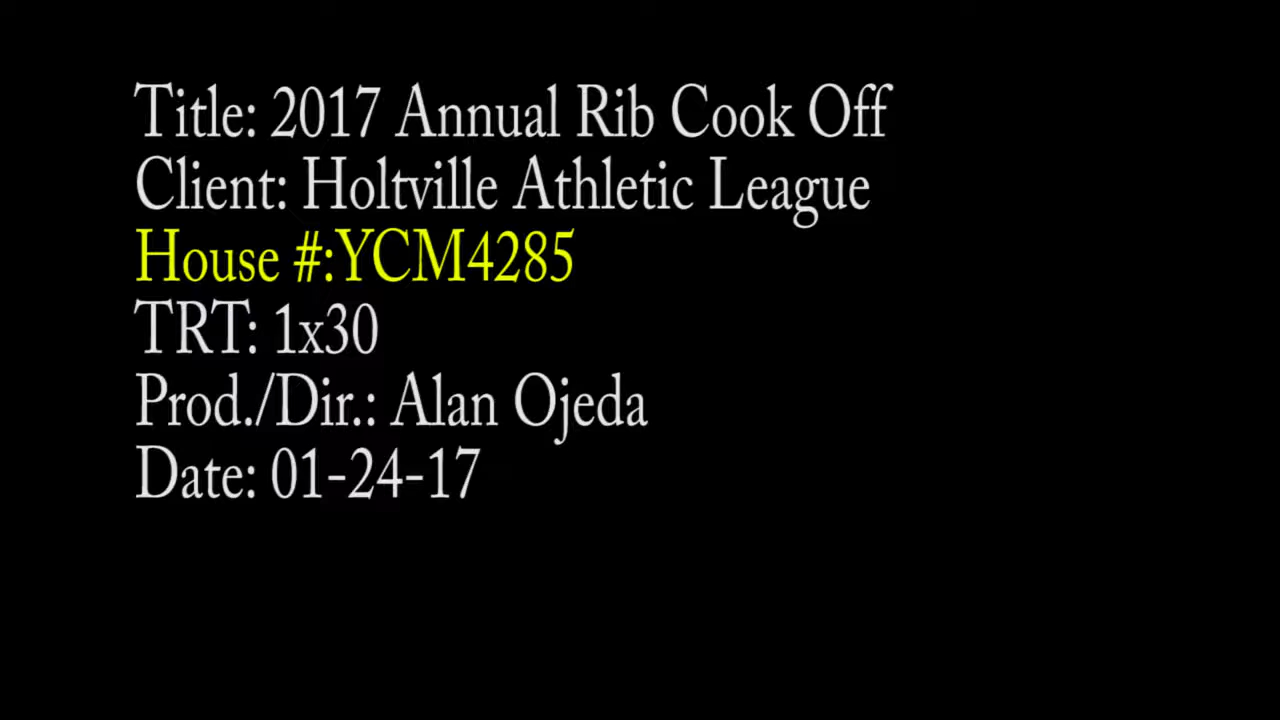 Title: 2017 Annual Rib Cook Off
Client: Holtville Athletic League
House #:YCM4285
TRT: 1x30
Prod./Dir.: Alan Ojeda
Date: 01-24-17